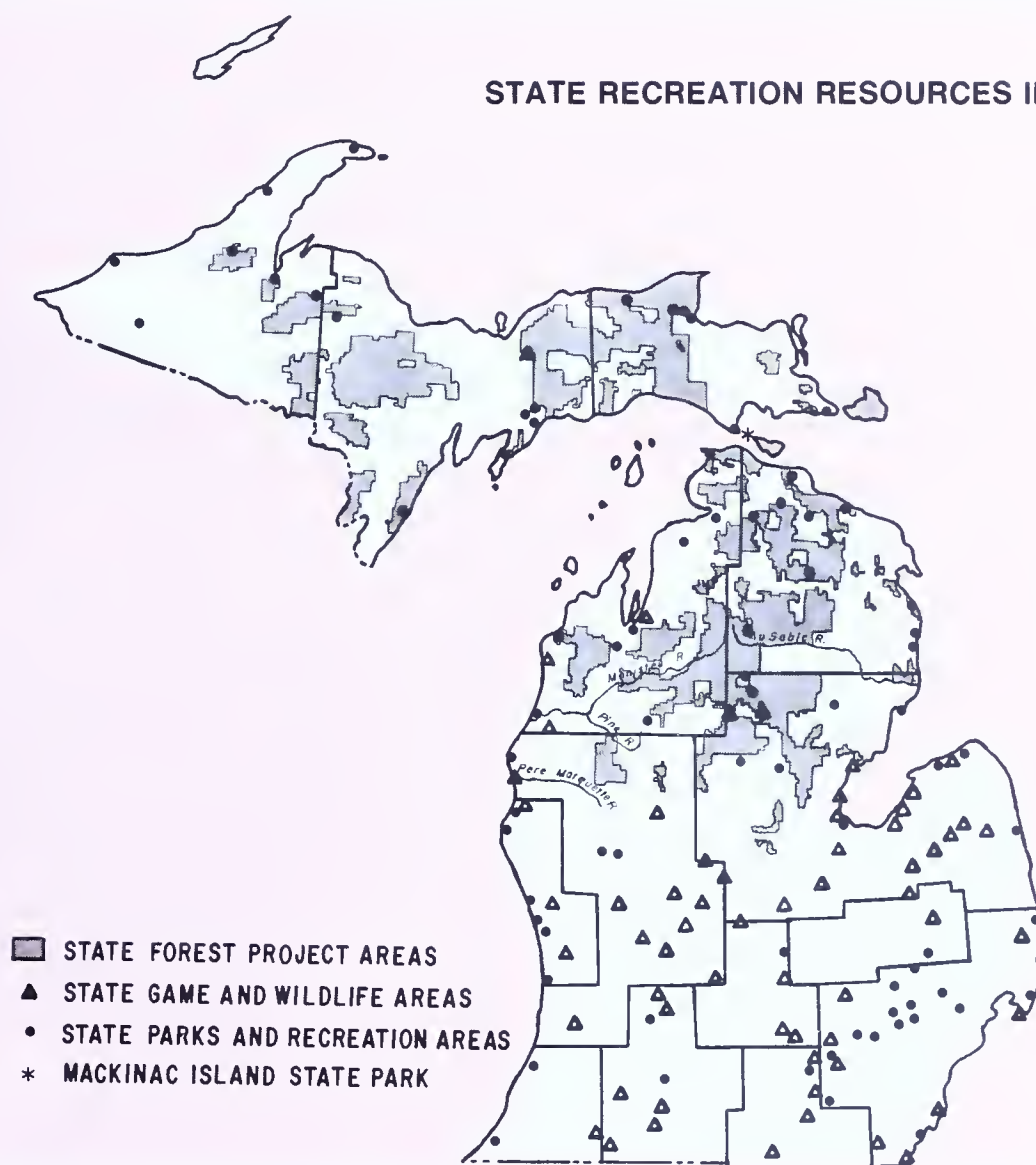 STATE RECREATION RESOURCES I
Au Sable R.
Manistee R
Pine R
Pere Marquette R
STATE FOREST PROJECT AREAS
STATE GAME AND WILDLIFE AREAS
STATE PARKS AND RECREATION AREAS
* MACKINAC ISLAND STATE PARK